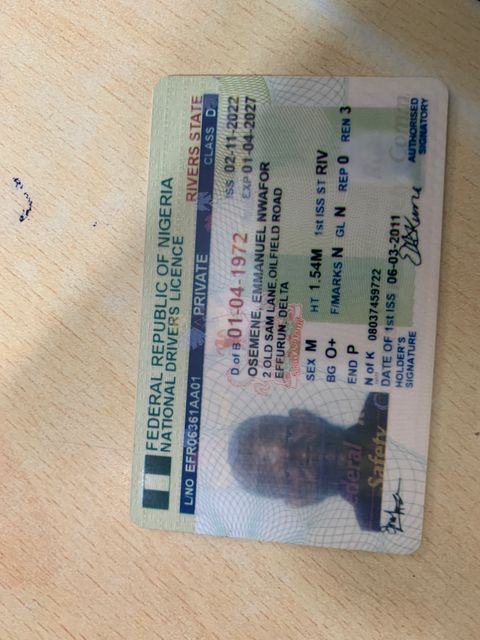 FEDERAL REPUBLIC OF NIGERIA
NATIONAL DRIVERS LICENCE
RIVERS STATE
L/NO EFR06361AA01 PRIVATE CLASS D
D of B 01-04-1972
ISS 02-11-2022
EXP 01-04-2027
OSEMENE, EMMANUEL NWAFOR
2 OLD SAM LANE,OILFIELD ROAD
EFFURUN, DELTA
SEX M HT 1.54M 1st ISS ST RIV
BG O+ F/MARKS N GL N REP 0 REN 3
END P
N of K 08037459722
DATE OF 1st ISS 06-03-2011
HOLDER'S
SIGNATURE
AUTHORISED
SIGNATORY
ederal
Safety C
Comm